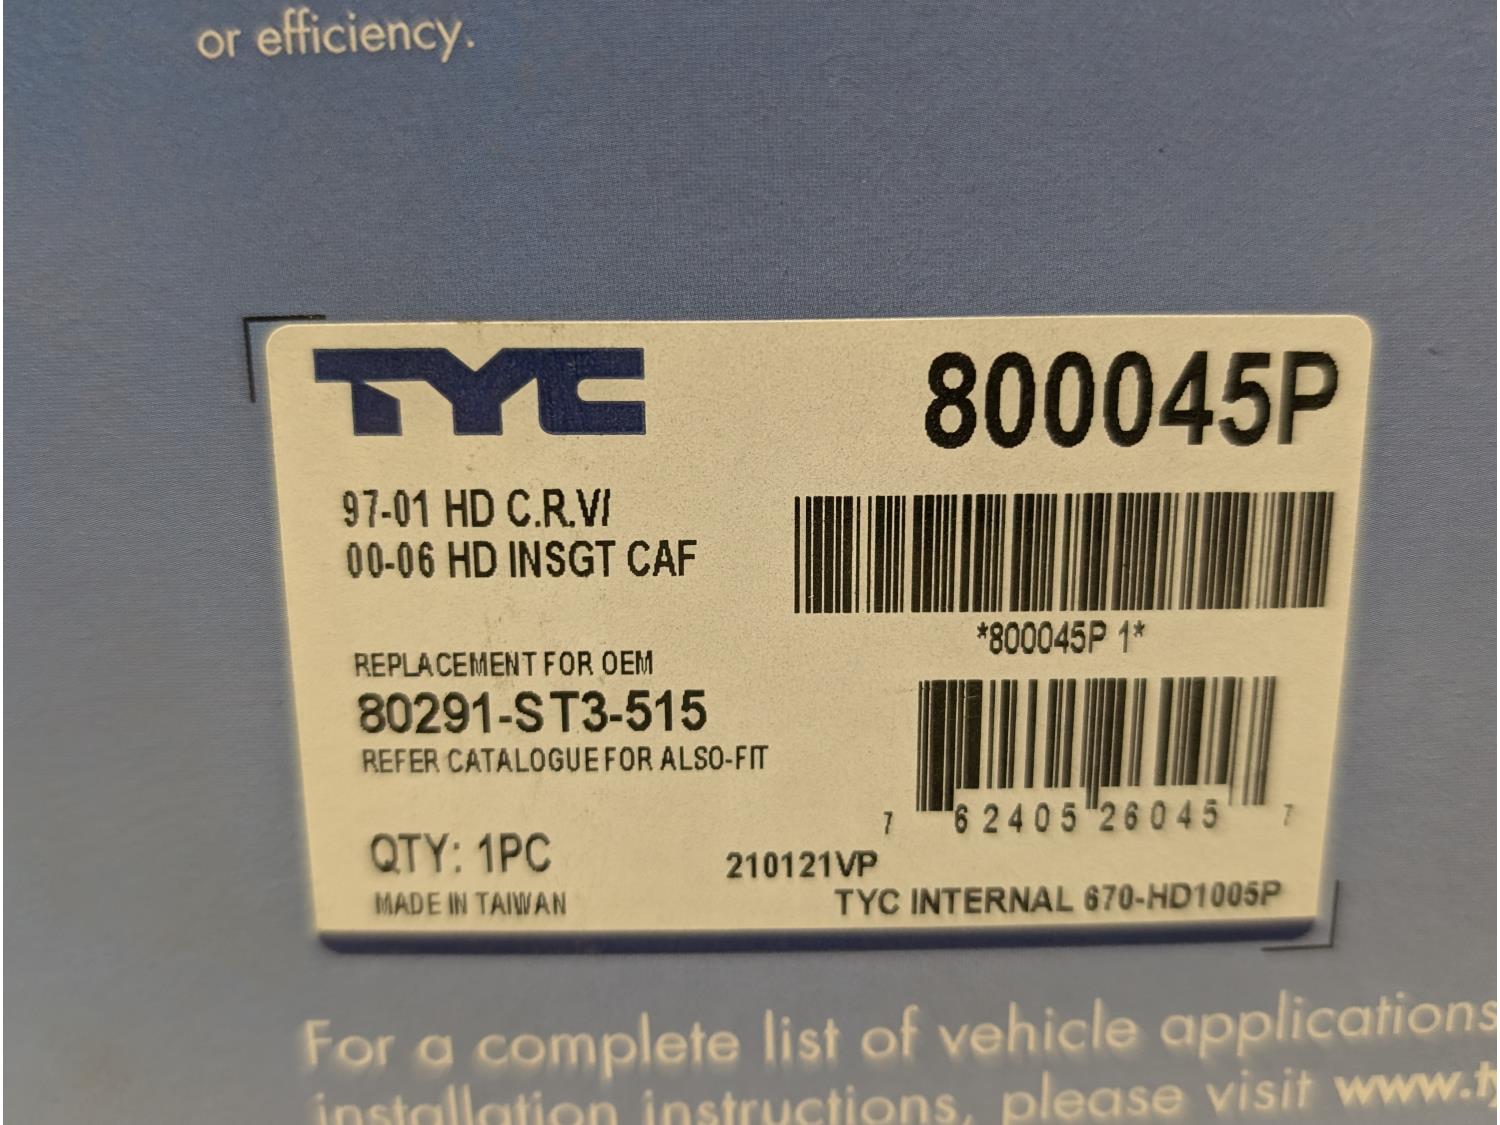 or efficiency.
TYC
800045P
97-01 HD C.R.V/
00-06 HD INSGT CAF
*800045P 1*
REPLACEMENT FOR OEM
80291-ST3-515
REFER CATALOGUE FOR ALSO-FIT
7 62405 26045 7
QTY: 1PC
210121VP
MADE IN TAIWAN
TYC INTERNAL 670-HD1005P
For a complete list of vehicle applications
installation instructions, please visit www.ty